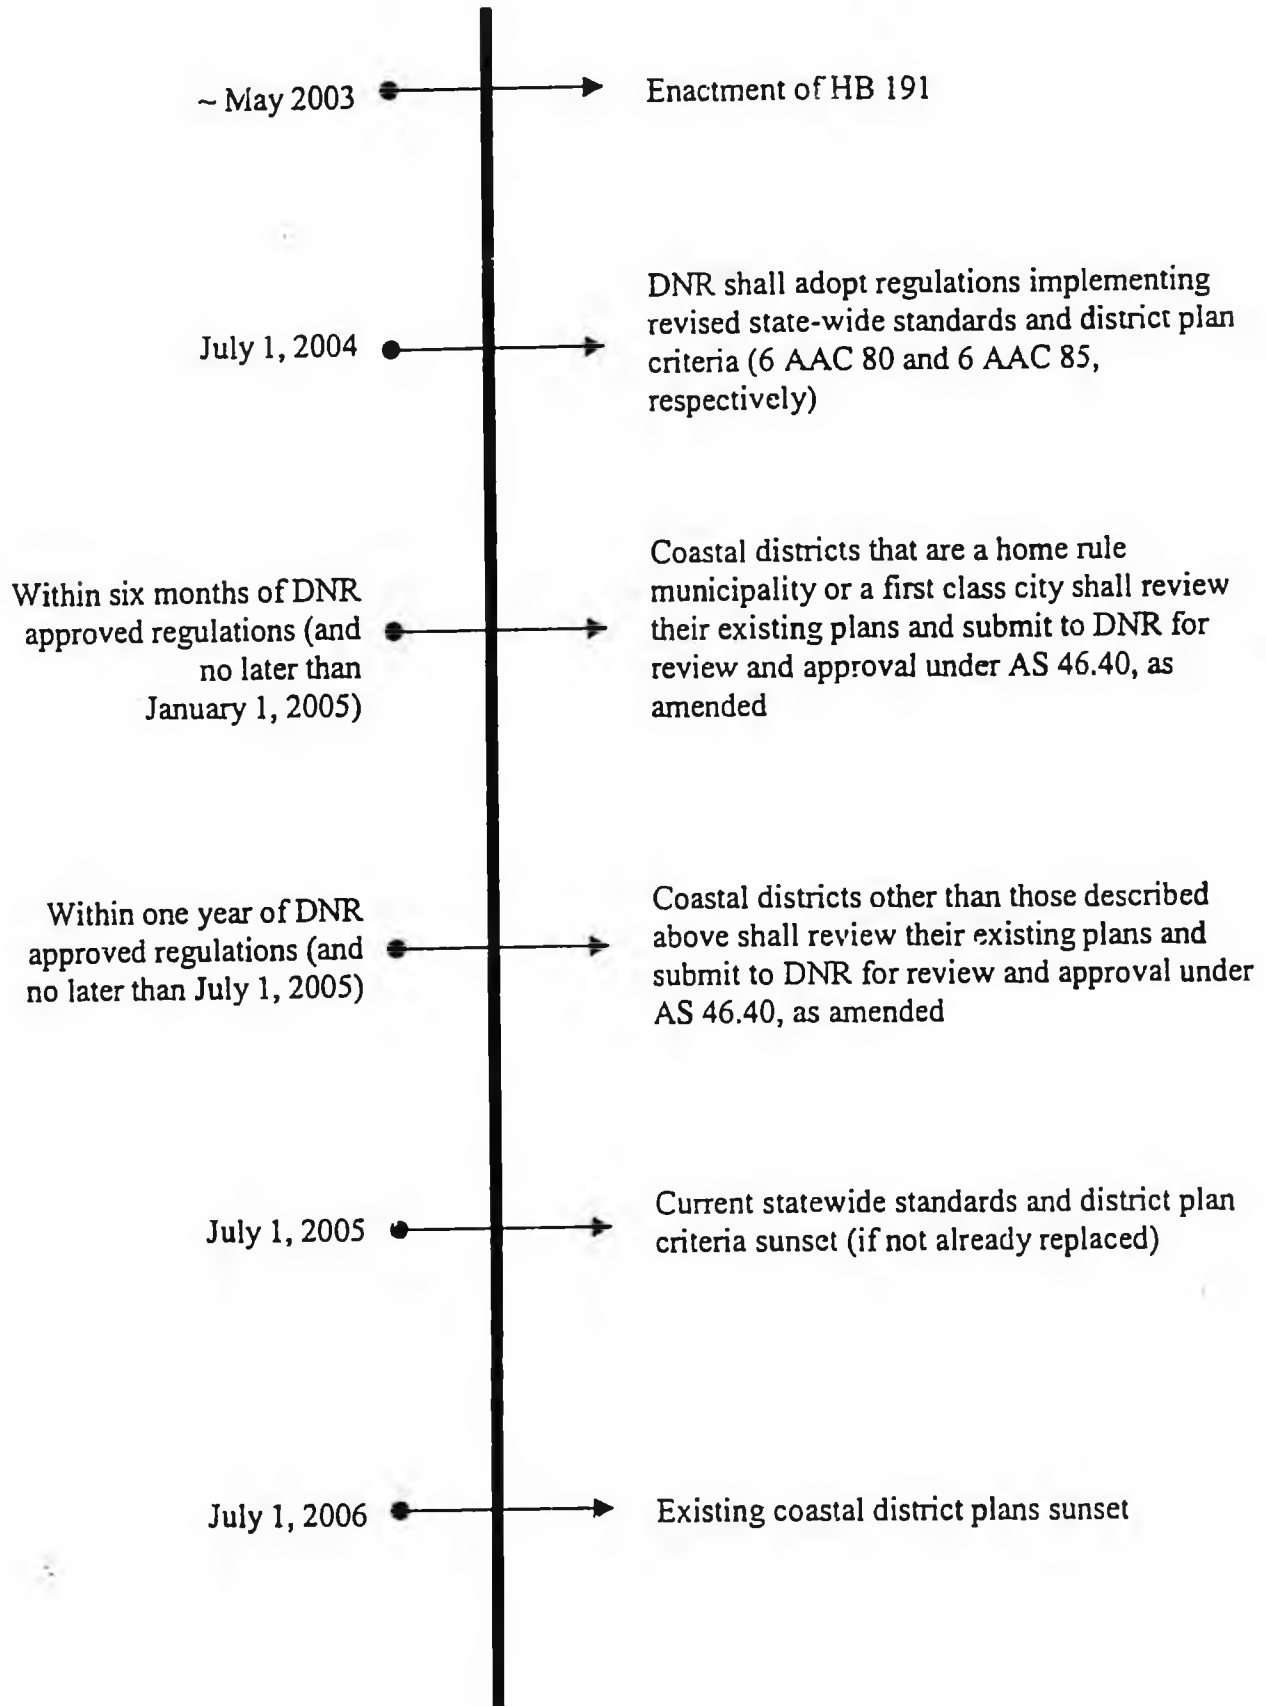 ~ May 2003
Enactment of HB 191
July 1, 2004
DNR shall adopt regulations implementing
revised state-wide standards and district plan
criteria (6 AAC 80 and 6 AAC 85,
respectively)
Within six months of DNR
approved regulations (and
no later than
January 1, 2005)
Coastal districts that are a home rule
municipality or a first class city shall review
their existing plans and submit to DNR for
review and approval under AS 46.40, as
amended
Within one year of DNR
approved regulations (and
no later than July 1, 2005)
Coastal districts other than those described
above shall review their existing plans and
submit to DNR for review and approval under
AS 46.40, as amended
July 1, 2005
Current statewide standards and district plan
criteria sunset (if not already replaced)
July 1, 2006
Existing coastal district plans sunset